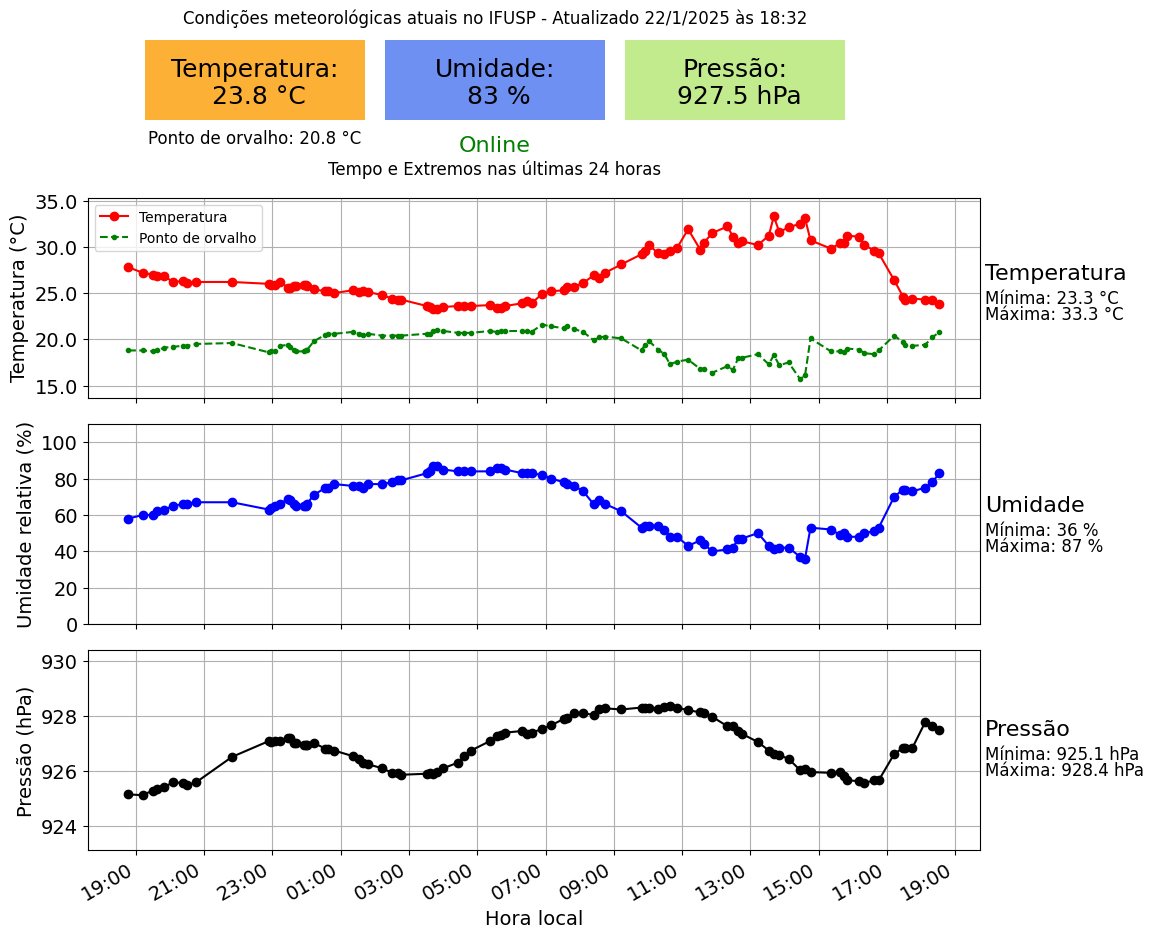 Condições meteorológicas atuais no IFUSP - Atualizado 22/1/2025 às 18:32
Temperatura:
23.8 °C
Umidade:
83 %
Pressão:
927.5 hPa
Ponto de orvalho: 20.8 °C
Online
Tempo e Extremos nas últimas 24 horas
Temperatura (°C)
35.0
30.0
25.0
20.0
15.0
Temperatura
Ponto de orvalho
Temperatura
Mínima: 23.3 °C
Máxima: 33.3 °C
Umidade relativa (%)
100
80
60
40
20
0
Umidade
Mínima: 36 %
Máxima: 87 %
Pressão (hPa)
930
928
926
924
Pressão
Mínima: 925.1 hPa
Máxima: 928.4 hPa
19:00 21:00 23:00 01:00 03:00 05:00 07:00 09:00 11:00 13:00 15:00 17:00 19:00
Hora local